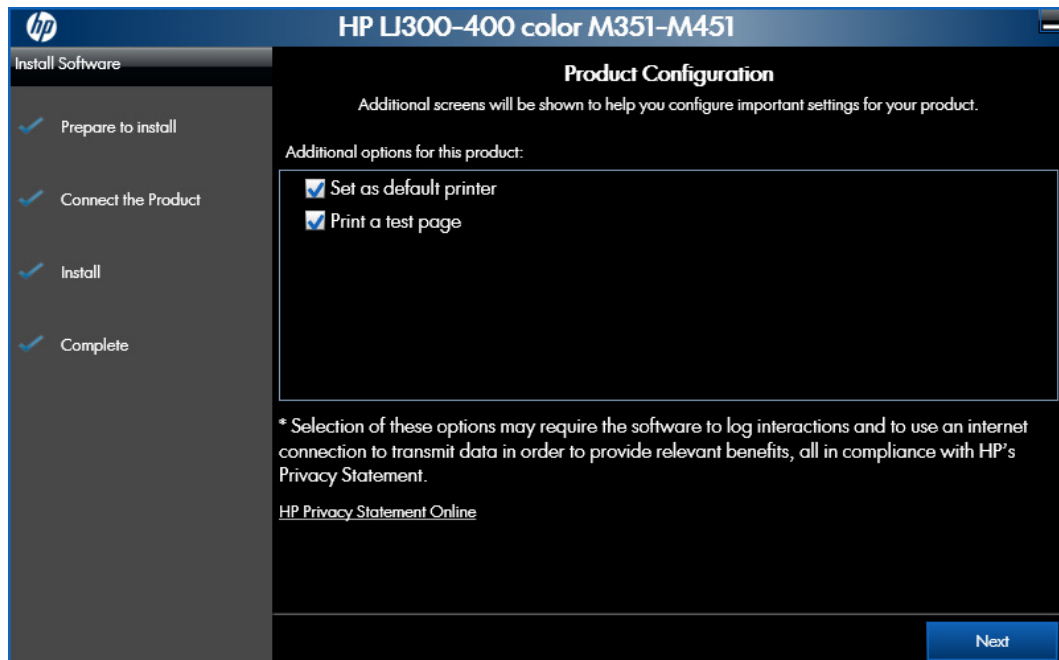 hp
HP LJ300-400 color M351-M451
Install Software
Prepare to install
Connect the Product
Install
Complete
Product Configuration
Additional screens will be shown to help you configure important settings for your product.
Additional options for this product:
Set as default printer
Print a test page
* Selection of these options may require the software to log interactions and to use an internet
connection to transmit data in order to provide relevant benefits, all in compliance with HP's
Privacy Statement.
HP Privacy Statement Online
Next